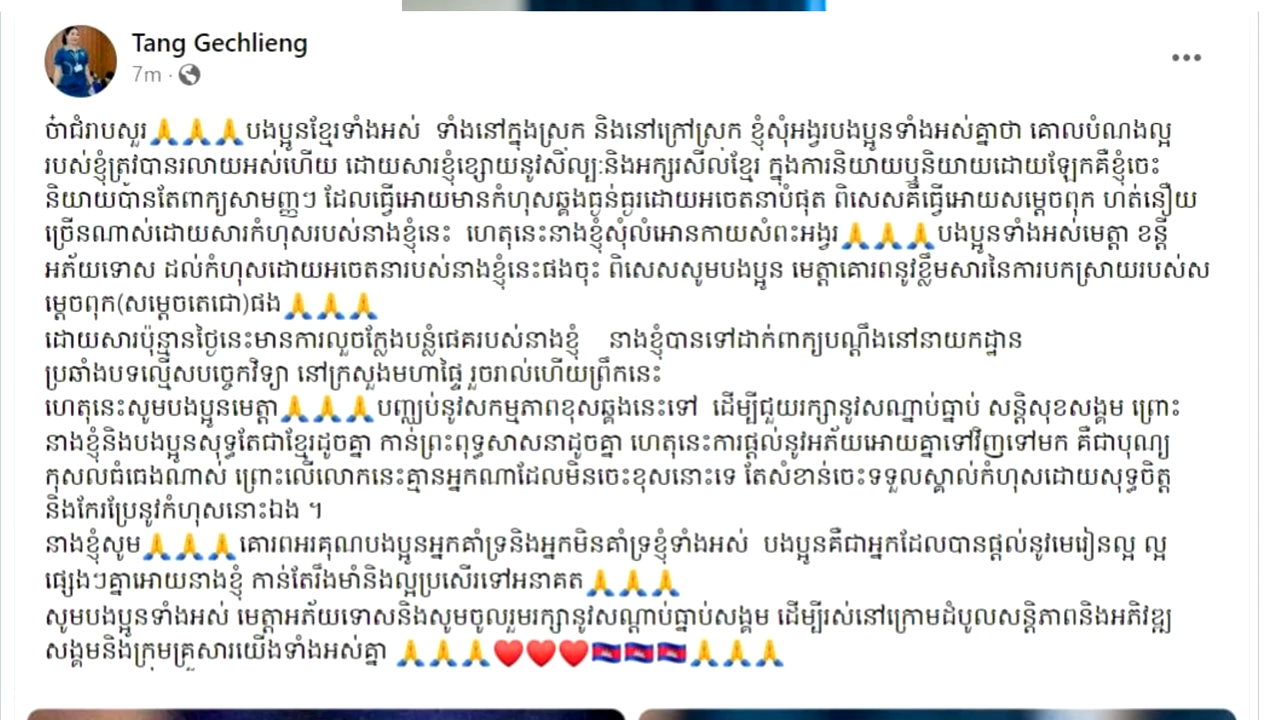 Tang Gechlieng
7m ·
ច៎ាជំរាបសួរ🙏🙏🙏បងប្អូនខ្មែរទាំងអស់ ទាំងនៅក្នុងស្រុក និងនៅក្រៅស្រុក ខ្ញុំសុំអង្វរបងប្អូនទាំងអស់គ្នាថា គោលបំណងល្អ
របស់ខ្ញុំត្រូវបានរលាយអស់ហើយ ដោយសារខ្ញុំខ្សោយនូវសិល្ប:និងអក្សរសីលខ្មែរ ក្នុងការនិយាយឬនិយាយដោយឡែកគឺខ្ញុំចេះ
និយាយបានតែពាក្យសាមញ្ញៗ ដែលធ្វើអោយមានកំហុសឆ្គងធ្ងន់ធ្ងរដោយអចេតនាបំផុត ពិសេសគឺធ្វើអោយសម្តេចពុក ហត់នឿយ
ច្រើនណាស់ដោយសារកំហុសរបស់នាងខ្ញុំនេះ ហេតុនេះនាងខ្ញុំសុំលំអោនកាយសំពះអង្វរ🙏🙏🙏បងប្អូនទាំងអស់មេត្តា ខន្តី
អភ័យទោស ដល់កំហុសដោយអចេតនារបស់នាងខ្ញុំនេះផងចុះ ពិសេសសូមបងប្អូន មេត្តាគោរពនូវខ្លឹមសារនៃការបកស្រាយរបស់ស
ម្តេចពុក(សម្តេចតេជោ)ផង🙏🙏🙏
ដោយសារប៉ុន្មានថ្ងៃនេះមានការលួចក្លែងបន្លំផេគរបស់នាងខ្ញុំ នាងខ្ញុំបានទៅដាក់ពាក្យបណ្តឹងនៅនាយកដ្ឋាន
ប្រឆាំងបទល្មើសបច្ចេកវិទ្យា នៅក្រសួងមហាផ្ទៃ រួចរាល់ហើយព្រឹកនេះ
ហេតុនេះសូមបងប្អូនមេត្តា🙏🙏🙏បញ្ឈប់នូវសកម្មភាពខុសឆ្គងនេះទៅ ដើម្បីជួយរក្សានូវសណ្តាប់ធ្នាប់ សន្តិសុខសង្គម ព្រោះ
នាងខ្ញុំនិងបងប្អូនសុទ្ធតែជាខ្មែរដូចគ្នា កាន់ព្រះពុទ្ធសាសនាដូចគ្នា ហេតុនេះការផ្តល់នូវអភ័យអោយគ្នាទៅវិញទៅមក គឺជាបុណ្យ
កុសលធំធេងណាស់ ព្រោះលើលោកនេះគ្មានអ្នកណាដែលមិនចេះខុសនោះទេ តែសំខាន់ចេះទទួលស្គាល់កំហុសដោយសុទ្ធចិត្ត
និងកែរប្រែនូវកំហុសនោះឯង ។
នាងខ្ញុំសូម🙏🙏🙏គោរពអរគុណបងប្អូនអ្នកគាំទ្រនិងអ្នកមិនគាំទ្រខ្ញុំទាំងអស់ បងប្អូនគឺជាអ្នកដែលបានផ្តល់នូវមេរៀនល្អ ល្អ
ផ្សេងៗគ្នាអោយនាងខ្ញុំ កាន់តែរឹងមាំនិងល្អប្រសើរទៅអនាគត🙏🙏🙏
សូមបងប្អូនទាំងអស់ មេត្តាអភ័យទោសនិងសូមចូលរួមរក្សានូវសណ្តាប់ធ្នាប់សង្គម ដើម្បីរស់នៅក្រោមដំបូលសន្តិភាពនិងអភិវឌ្ឍ
សង្គមនិងក្រុមគ្រួសារយើងទាំងអស់គ្នា 🙏🙏🙏❤️❤️❤️🇰🇭🇰🇭🇰🇭🙏🙏🙏